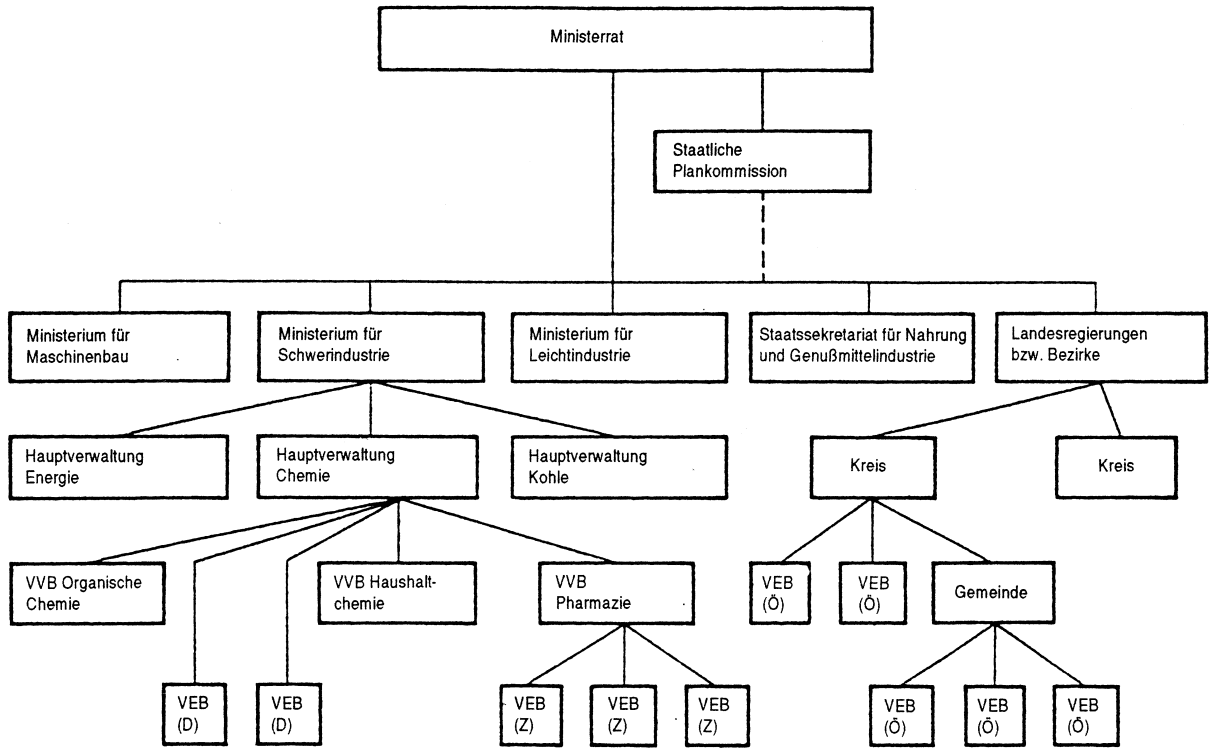 Ministerrat
Staatliche
Plankommission
Ministerium für
Maschinenbau
Ministerium für
Schwerindustrie
Ministerium für
Leichtindustrie
Staatssekretariat für Nahrung
und Genußmittelindustrie
Landesregierungen
bzw. Bezirke
Hauptverwaltung
Energie
Hauptverwaltung
Chemie
Hauptverwaltung
Kohle
Kreis
Kreis
VVB Organische
Chemie
VVB Haushalt-
chemie
VVB
Pharmazie
VEB
(Ö)
VEB
(Ö)
Gemeinde
VEB
(D)
VEB
(D)
VEB
(Z)
VEB
(Z)
VEB
(Z)
VEB
(Ö)
VEB
(Ö)
VEB
(Ö)